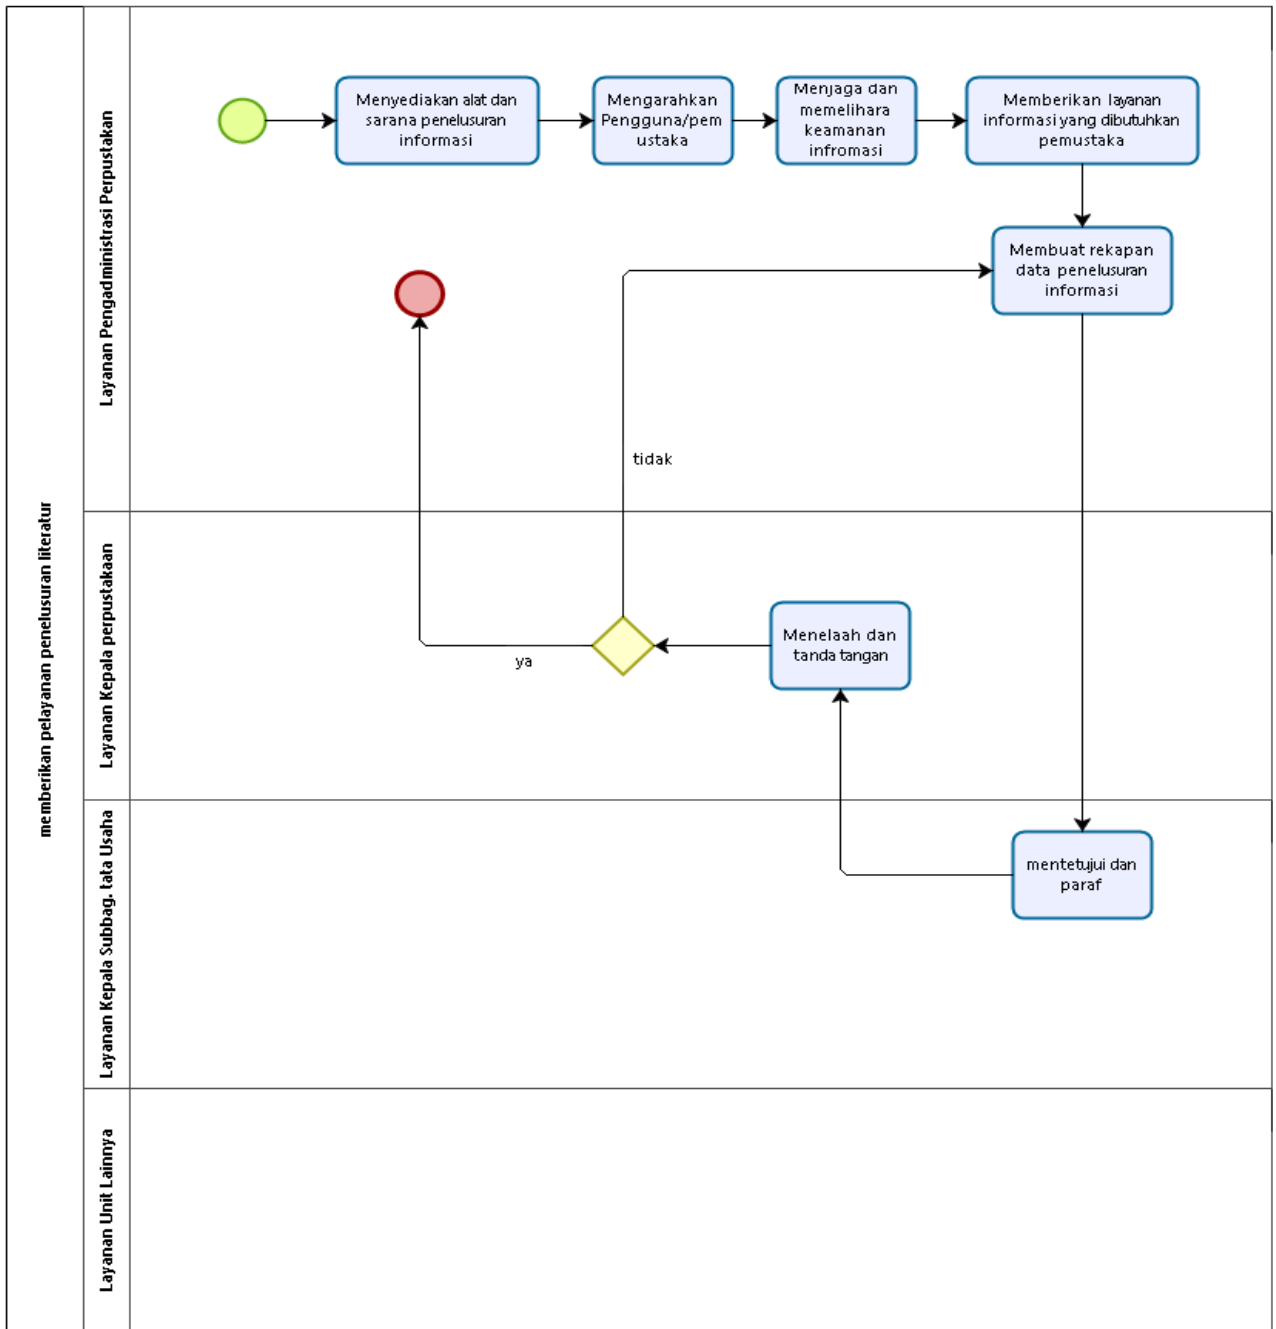 memberikan pelayanan penelusuran literatur
Layanan Pengadministrasi Perpustakan
Menyediakan alat dan
sarana penelusuran
informasi
Mengarahkan
Pengguna/pem
ustaka
Menjaga dan
memelihara
keamanan
infromasi
Memberikan layanan
informasi yang dibutuhkan
pemustaka
Membuat rekapan
data penelusuran
informasi
tidak
Layanan Kepala perpustakaan
Menelaah dan
tanda tangan
ya
Layanan Kepala Subbag. tata Usaha
mentetujui dan
paraf
Layanan Unit Lainnya